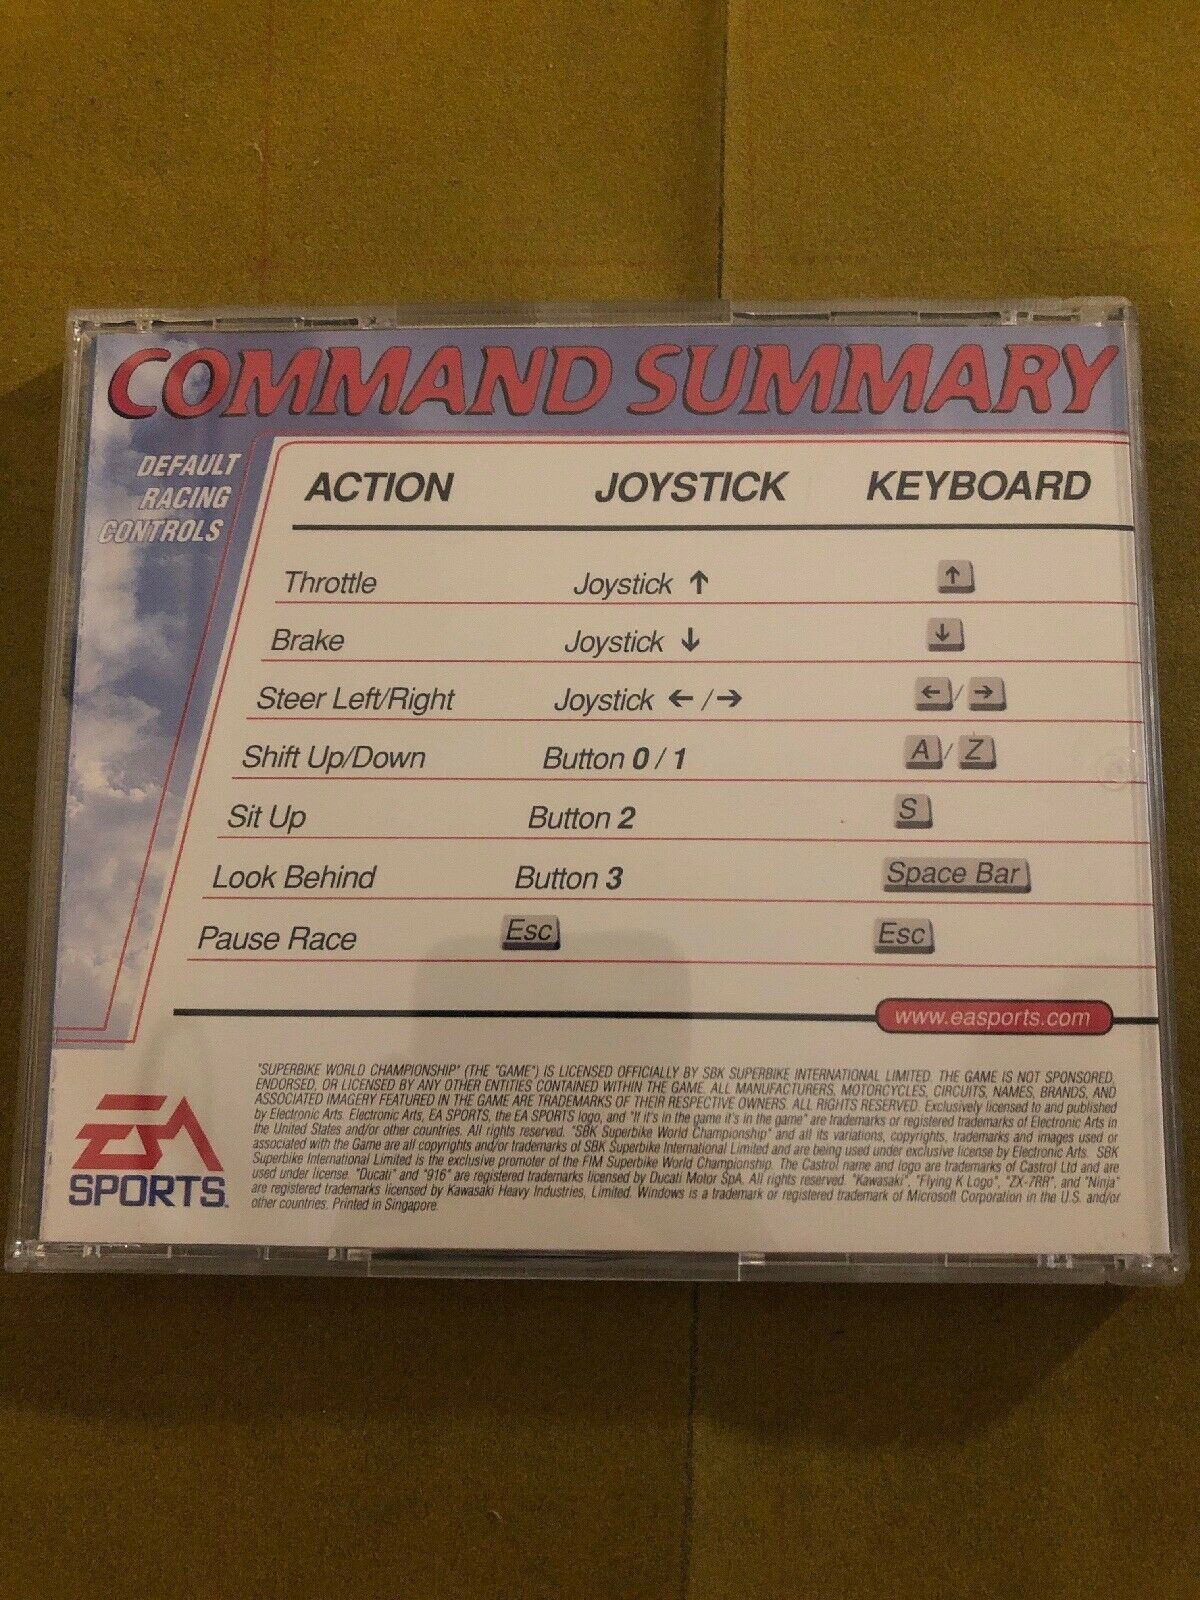 COMMAND SUMMARY
DEFAULT
RACING
CONTROLS
ACTION JOYSTICK KEYBOARD
Throttle Joystick ↑ ↑
Brake Joystick ↓ ↓
Steer Left/Right Joystick ← / → ← / →
Shift Up/Down Button 0 / 1 A / Z
Sit Up Button 2 S
Look Behind Button 3 Space Bar
Pause Race Esc Esc
www.easports.com
"SUPERBIKE WORLD CHAMPIONSHIP" (THE "GAME") IS LICENSED OFFICIALLY BY SBK SUPERBIKE INTERNATIONAL LIMITED. THE GAME IS NOT SPONSORED,
ENDORSED, OR LICENSED BY ANY OTHER ENTITIES CONTAINED WITHIN THE GAME. ALL MANUFACTURERS, MOTORCYCLES, CIRCUITS, NAMES, BRANDS, AND
ASSOCIATED IMAGERY FEATURED IN THE GAME ARE TRADEMARKS OF THEIR RESPECTIVE OWNERS. ALL RIGHTS RESERVED. Exclusively licensed to and published
by Electronic Arts. Electronic Arts, EA SPORTS, the EA SPORTS logo, and "If it's in the game it's in the game" are trademarks or registered trademarks of Electronic Arts in
the United States and/or other countries. All rights reserved. "SBK Superbike World Championship" and all its variations, copyrights, trademarks and images used or
associated with the Game are all copyrights and/or trademarks of SBK Superbike International Limited and are being used under exclusive license by Electronic Arts. SBK
Superbike International Limited is the exclusive promoter of the FIM Superbike World Championship. The Castrol name and logo are trademarks of Castrol Ltd and are
used under license. "Ducati" and "916" are registered trademarks licensed by Ducati Motor SpA. All rights reserved. "Kawasaki", "Flying K Logo", "ZX-7RR", and "Ninja"
are registered trademarks licensed by Kawasaki Heavy Industries, Limited. Windows is a trademark or registered trademark of Microsoft Corporation in the U.S. and/or
other countries. Printed in Singapore.
EA
SPORTS™